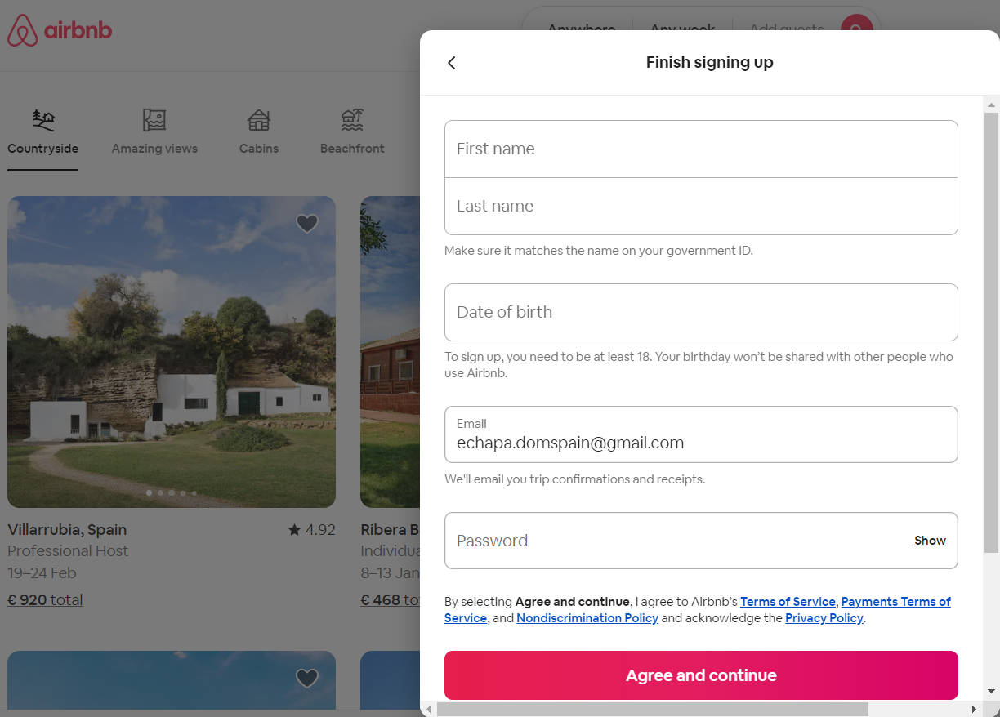 airbnb
Anywhere Any week Add guests
Countryside Amazing views Cabins Beachfront
Villarrubia, Spain ★ 4.92
Professional Host
19–24 Feb
€ 920 total
Ribera B
Individua
8–13 Jan
€ 468 to
Finish signing up
First name
Last name
Make sure it matches the name on your government ID.
Date of birth
To sign up, you need to be at least 18. Your birthday won’t be shared with other people who
use Airbnb.
Email
echapa.domspain@gmail.com
We'll email you trip confirmations and receipts.
Password Show
By selecting Agree and continue, I agree to Airbnb’s Terms of Service, Payments Terms of
Service, and Nondiscrimination Policy and acknowledge the Privacy Policy.
Agree and continue